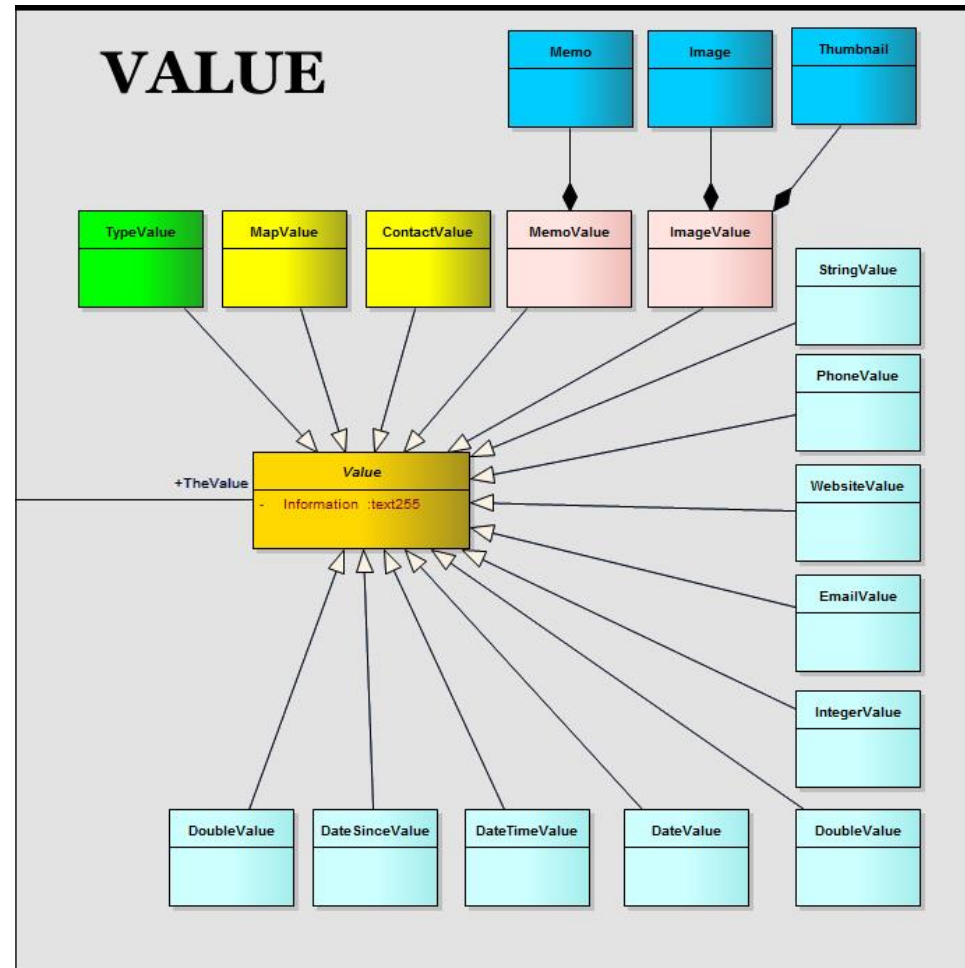 VALUE
Memo
Image
Thumbnail
TypeValue
MapValue
ContactValue
MemoValue
ImageValue
StringValue
PhoneValue
+TheValue
Value
- Information :text255
WebsiteValue
EmailValue
IntegerValue
DoubleValue
DateSinceValue
DateTimeValue
DateValue
DoubleValue